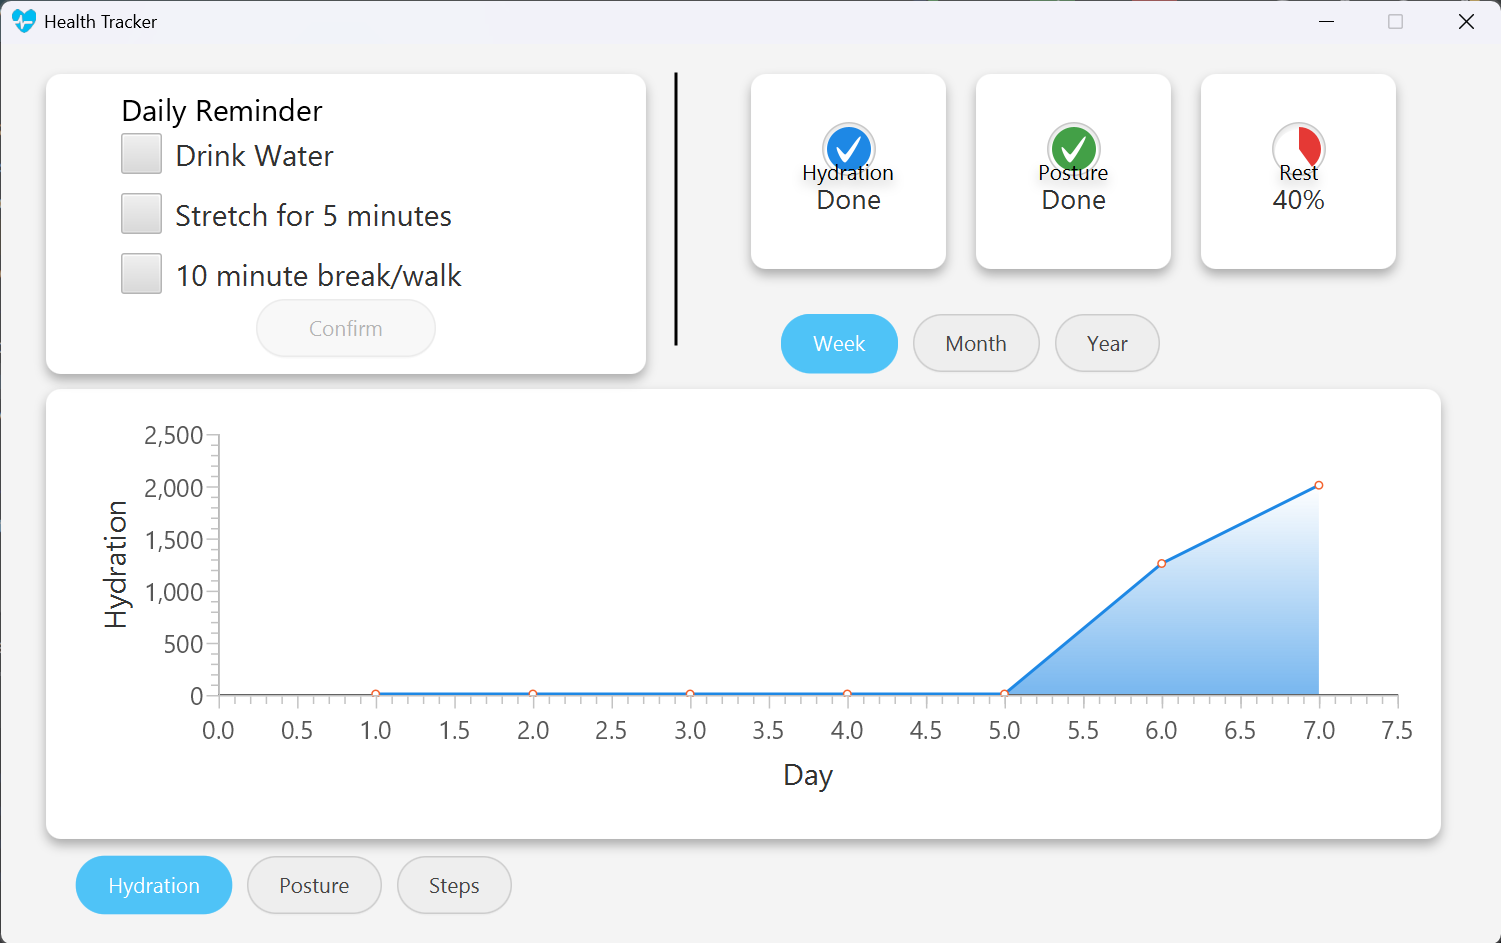 Health Tracker
Daily Reminder
Drink Water
Stretch for 5 minutes
10 minute break/walk
Confirm
Hydration
Done
Posture
Done
Rest
40%
Week
Month
Year
2,500
2,000
1,500
1,000
500
0
Hydration
0.0 0.5 1.0 1.5 2.0 2.5 3.0 3.5 4.0 4.5 5.0 5.5 6.0 6.5 7.0 7.5
Day
Hydration
Posture
Steps